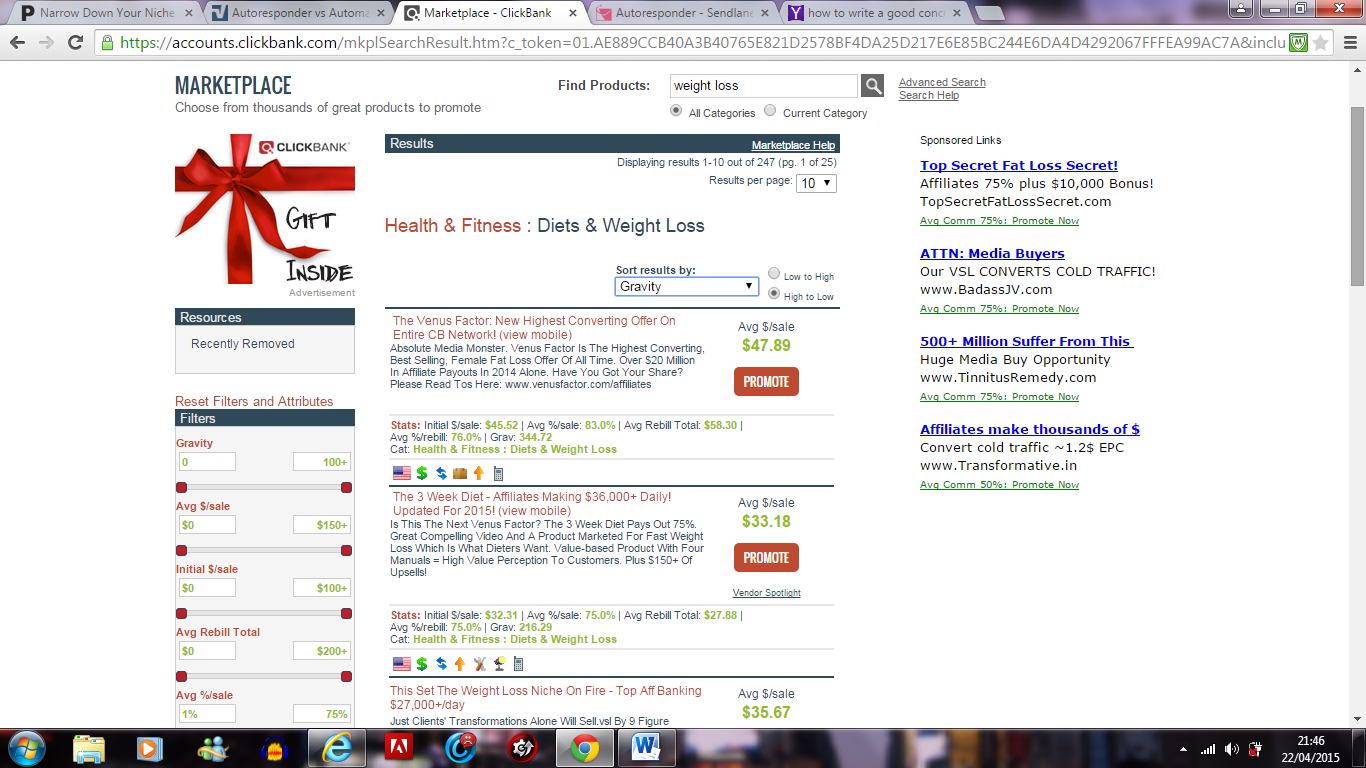 Narrow Down Your Niche
Autoresponder vs Automa
Marketplace - ClickBank
Autoresponder - Sendlane
how to write a good conc
https://accounts.clickbank.com/mkplSearchResult.htm?c_token=01.AE889CCB40A3B40765E821D2578BF4DA25D217E6E85BC244E6DA4D4292067FFFEA99AC7A&inclu
MARKETPLACE
Choose from thousands of great products to promote
Find Products: weight loss
All Categories Current Category
Advanced Search
Search Help
CLICKBANK
GIFT
INSIDE
Advertisement
Resources
Recently Removed
Reset Filters and Attributes
Filters
Gravity
0 100+
Avg $/sale
$0 $150+
Initial $/sale
$0 $100+
Avg Rebill Total
$0 $200+
Avg %/sale
1% 75%
Results Marketplace Help
Displaying results 1-10 out of 247 (pg. 1 of 25)
Results per page: 10
Health & Fitness : Diets & Weight Loss
Sort results by:
Gravity
Low to High
High to Low
The Venus Factor: New Highest Converting Offer On
Entire CB Network! (view mobile)
Absolute Media Monster. Venus Factor Is The Highest Converting,
Best Selling, Female Fat Loss Offer Of All Time. Over $20 Million
In Affiliate Payouts In 2014 Alone. Have You Got Your Share?
Please Read Tos Here: www.venusfactor.com/affiliates
Avg $/sale
$47.89
PROMOTE
Stats: Initial $/sale: $45.52 | Avg %/sale: 83.0% | Avg Rebill Total: $58.30 |
Avg %/rebill: 76.0% | Grav: 344.72
Cat: Health & Fitness : Diets & Weight Loss
The 3 Week Diet - Affiliates Making $36,000+ Daily!
Updated For 2015! (view mobile)
Is This The Next Venus Factor? The 3 Week Diet Pays Out 75%.
Great Compelling Video And A Product Marketed For Fast Weight
Loss Which Is What Dieters Want. Value-based Product With Four
Manuals = High Value Perception To Customers. Plus $150+ Of
Upsells!
Avg $/sale
$33.18
PROMOTE
Vendor Spotlight
Stats: Initial $/sale: $32.31 | Avg %/sale: 75.0% | Avg Rebill Total: $27.88 |
Avg %/rebill: 75.0% | Grav: 216.29
Cat: Health & Fitness : Diets & Weight Loss
This Set The Weight Loss Niche On Fire - Top Aff Banking
$27,000+/day
Just Clients' Transformations Alone Will Sell.vsl By 9 Figure
Avg $/sale
$35.67
Sponsored Links
Top Secret Fat Loss Secret!
Affiliates 75% plus $10,000 Bonus!
TopSecretFatLossSecret.com
Avg Comm 75%: Promote Now
ATTN: Media Buyers
Our VSL CONVERTS COLD TRAFFIC!
www.BadassJV.com
Avg Comm 75%: Promote Now
500+ Million Suffer From This
Huge Media Buy Opportunity
www.TinnitusRemedy.com
Avg Comm 75%: Promote Now
Affiliates make thousands of $
Convert cold traffic ~1.2$ EPC
www.Transformative.in
Avg Comm 50%: Promote Now
21:46
22/04/2015